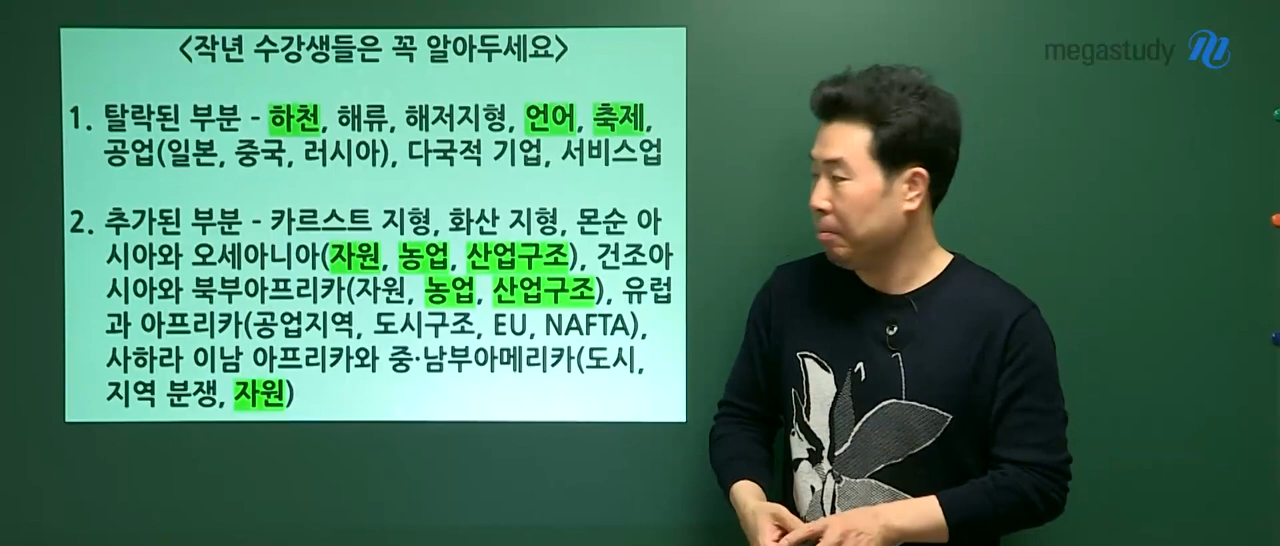 <작년 수강생들은 꼭 알아두세요>
megastudy
1. 탈락된 부분 - 하천, 해류, 해저지형, 언어, 축제,
공업(일본, 중국, 러시아), 다국적 기업, 서비스업
2. 추가된 부분 - 카르스트 지형, 화산 지형, 몬순 아
시아와 오세아니아(자원, 농업, 산업구조), 건조아
시아와 북부아프리카(자원, 농업, 산업구조), 유럽
과 아프리카(공업지역, 도시구조, EU, NAFTA),
사하라 이남 아프리카와 중·남부아메리카(도시,
지역 분쟁, 자원)